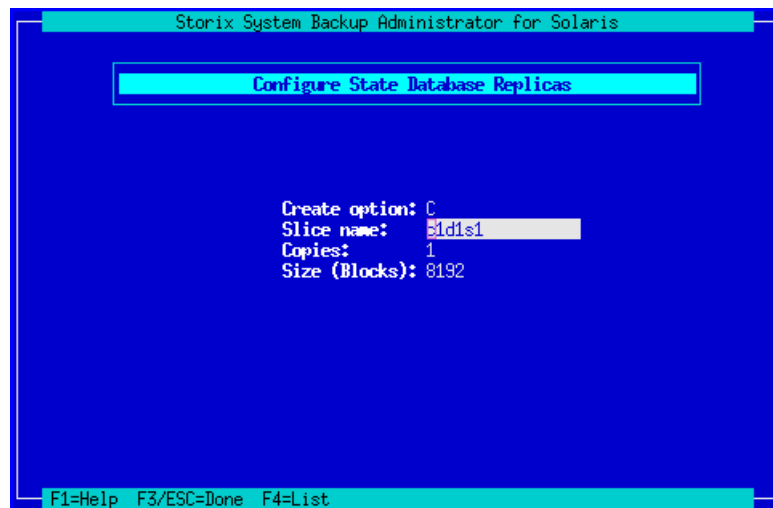 Storix System Backup Administrator for Solaris
Configure State Database Replicas
Create option: C
Slice name: c1d1s1
Copies: 1
Size (Blocks): 8192
F1=Help F3/ESC=Done F4=List